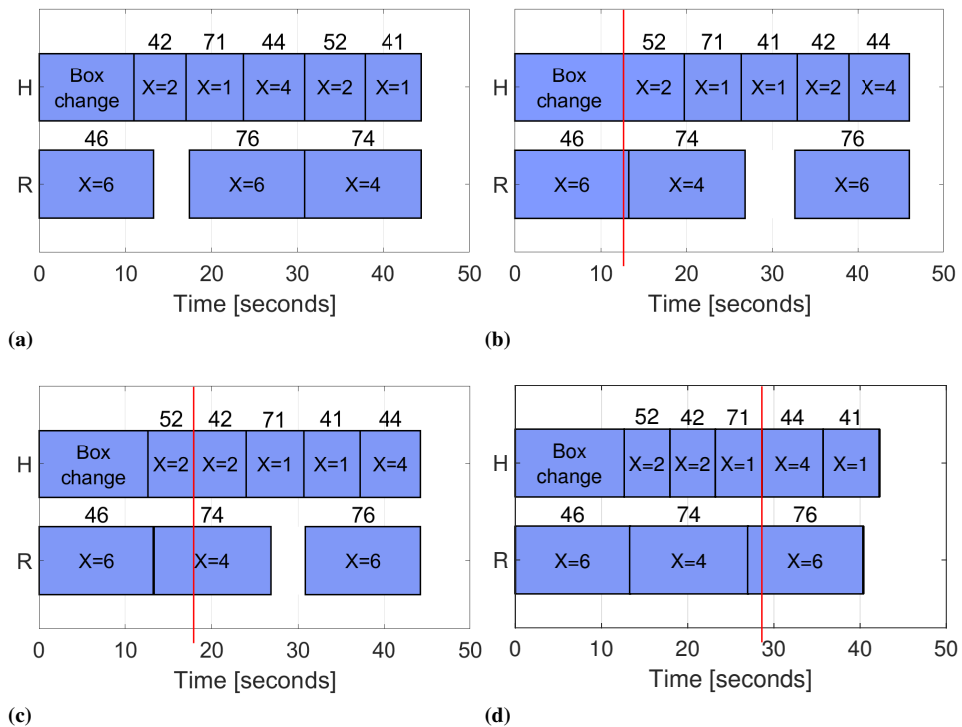 42 71 44 52 41
H Box change X=2 X=1 X=4 X=2 X=1
46 76 74
R X=6 X=6 X=4
0 10 20 30 40 50
Time [seconds]
(a)
52 71 41 42 44
H Box change X=2 X=1 X=1 X=2 X=4
46 74 76
R X=6 X=4 X=6
0 10 20 30 40 50
Time [seconds]
(b)
52 42 71 41 44
H Box change X=2 X=2 X=1 X=1 X=4
46 74 76
R X=6 X=4 X=6
0 10 20 30 40 50
Time [seconds]
(c)
52 42 71 44 41
H Box change X=2 X=2 X=1 X=4 X=1
46 74 76
R X=6 X=4 X=6
0 10 20 30 40 50
Time [seconds]
(d)